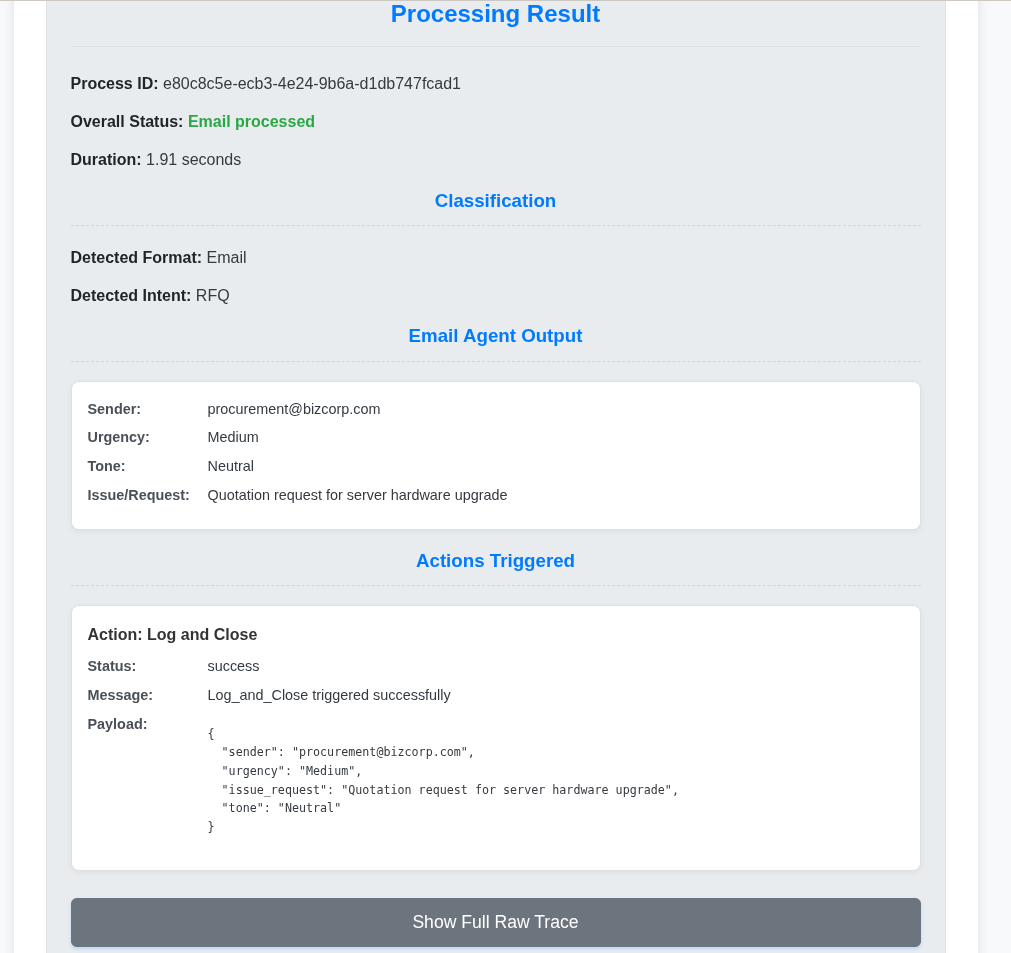 Processing Result
Process ID: e80c8c5e-ecb3-4e24-9b6a-d1db747fcad1
Overall Status: Email processed
Duration: 1.91 seconds
Classification
Detected Format: Email
Detected Intent: RFQ
Email Agent Output
Sender: procurement@bizcorp.com
Urgency: Medium
Tone: Neutral
Issue/Request: Quotation request for server hardware upgrade
Actions Triggered
Action: Log and Close
Status: success
Message: Log_and_Close triggered successfully
Payload:
{
  "sender": "procurement@bizcorp.com",
  "urgency": "Medium",
  "issue_request": "Quotation request for server hardware upgrade",
  "tone": "Neutral"
}
Show Full Raw Trace